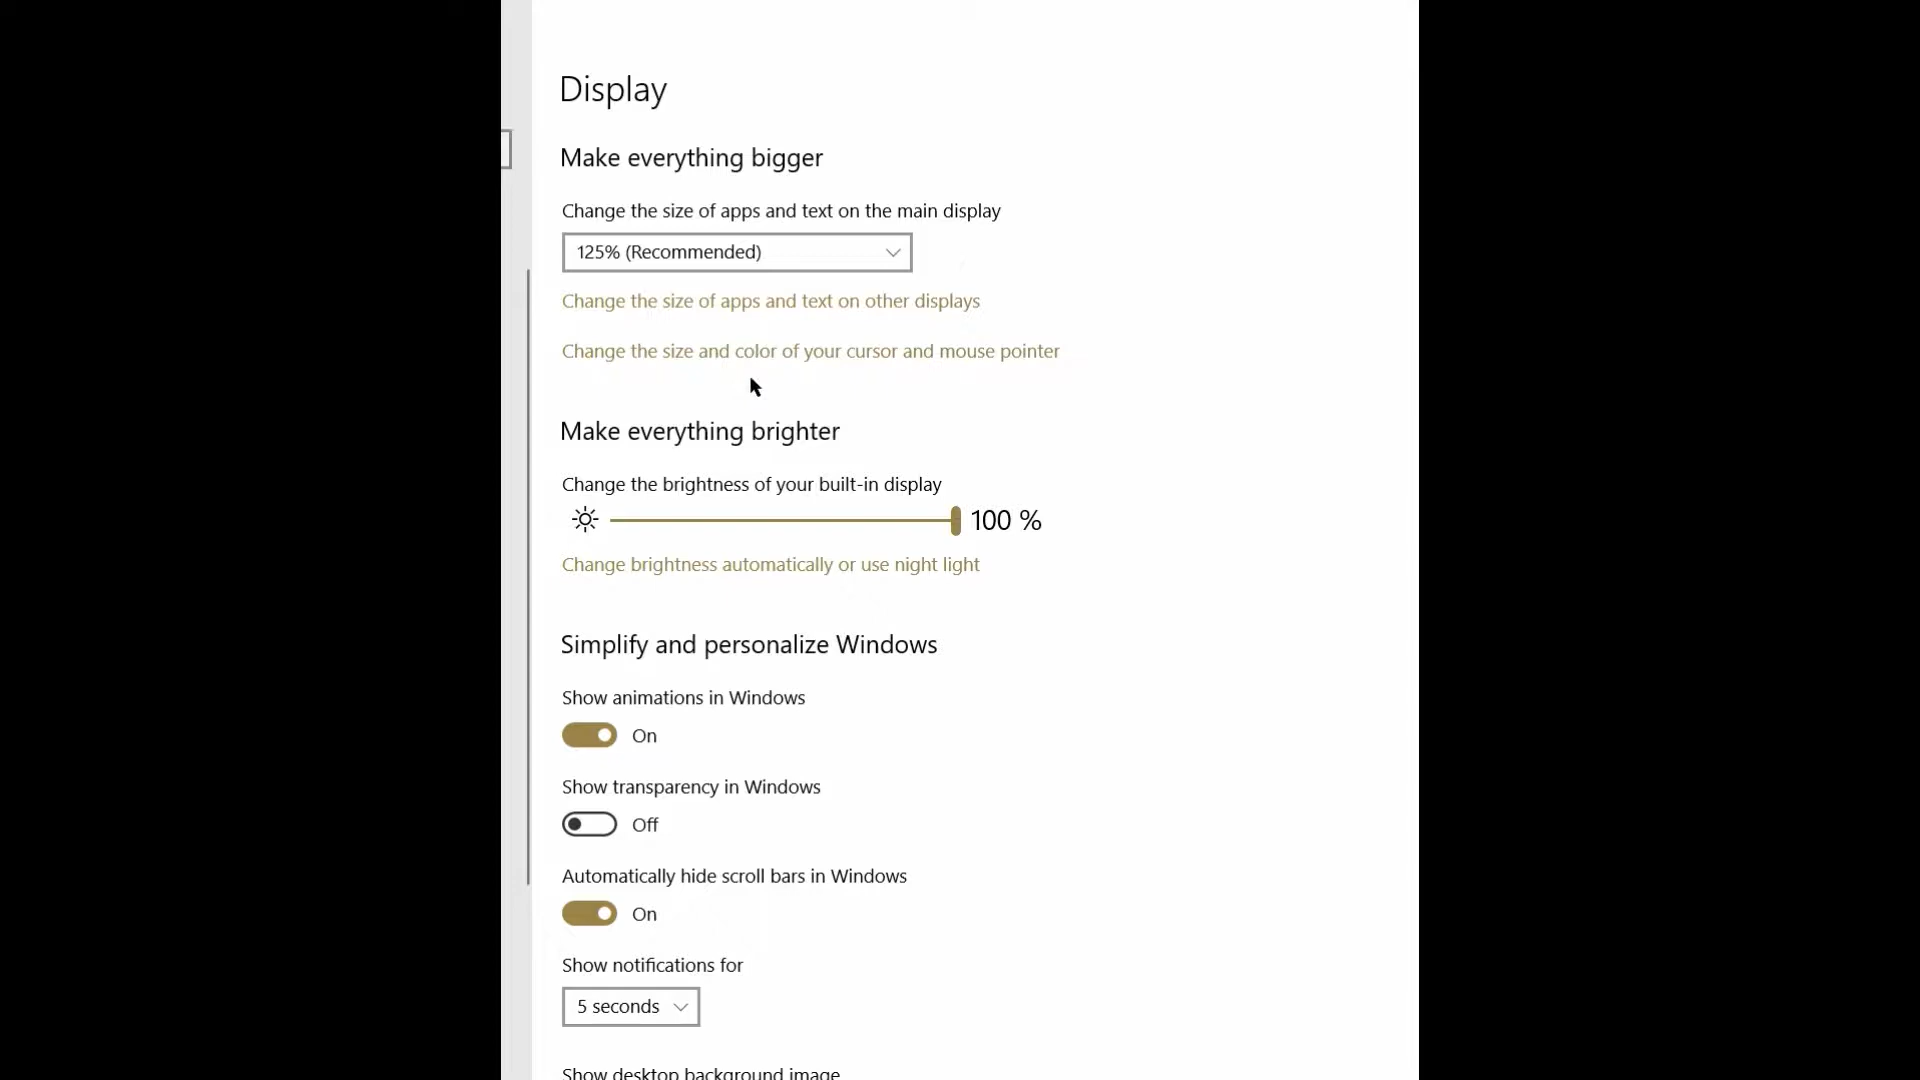 Display
Make everything bigger
Change the size of apps and text on the main display
125% (Recommended)
Change the size of apps and text on other displays
Change the size and color of your cursor and mouse pointer
Make everything brighter
Change the brightness of your built-in display
100 %
Change brightness automatically or use night light
Simplify and personalize Windows
Show animations in Windows
On
Show transparency in Windows
Off
Automatically hide scroll bars in Windows
On
Show notifications for
5 seconds
Show desktop background image